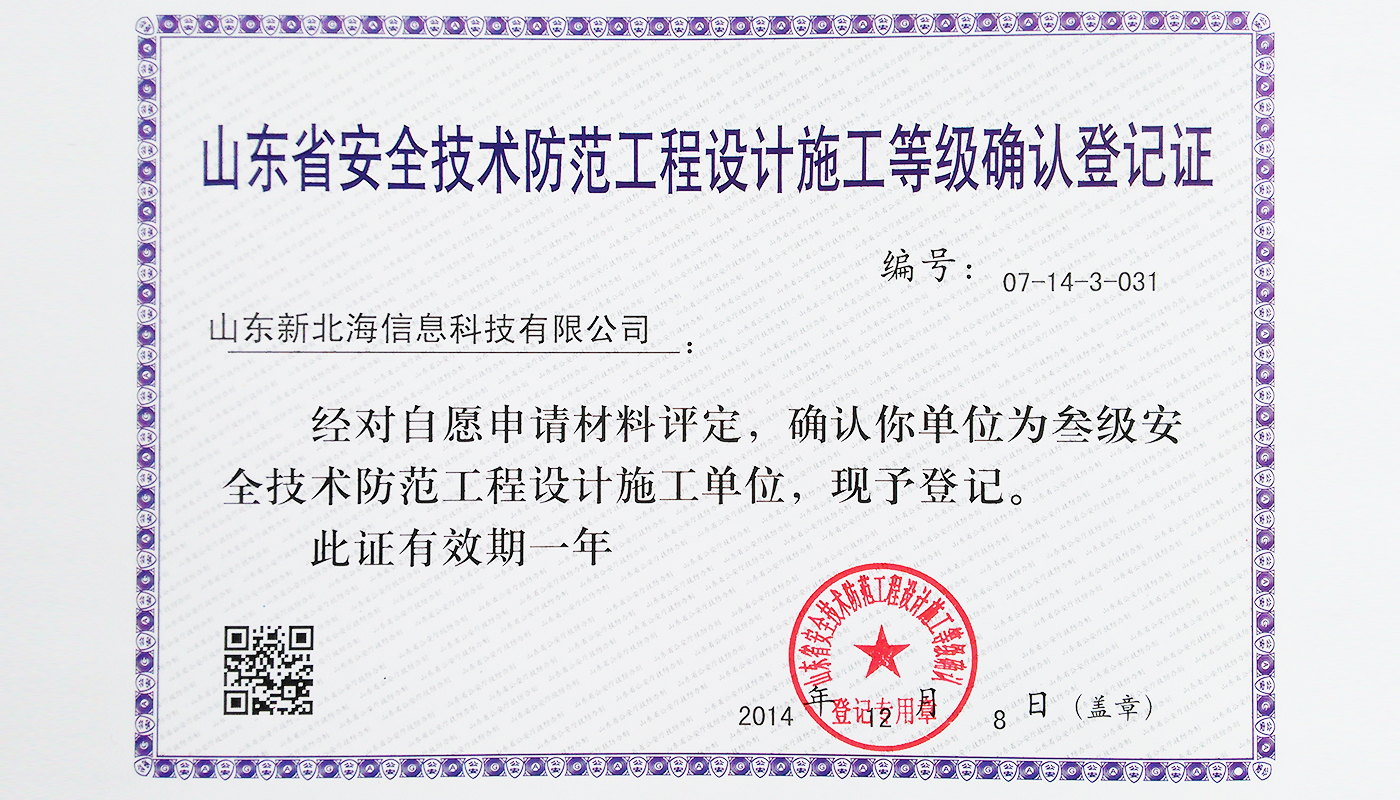 山东省安全技术防范工程设计施工等级确认登记证
编号：07-14-3-031
山东新北海信息科技有限公司：
经对自愿申请材料评定，确认你单位为叁级安
全技术防范工程设计施工单位，现予登记。
此证有效期一年
山东省安全技术防范工程设计施工等级确认
登记专用章
2014年12月8日（盖章）